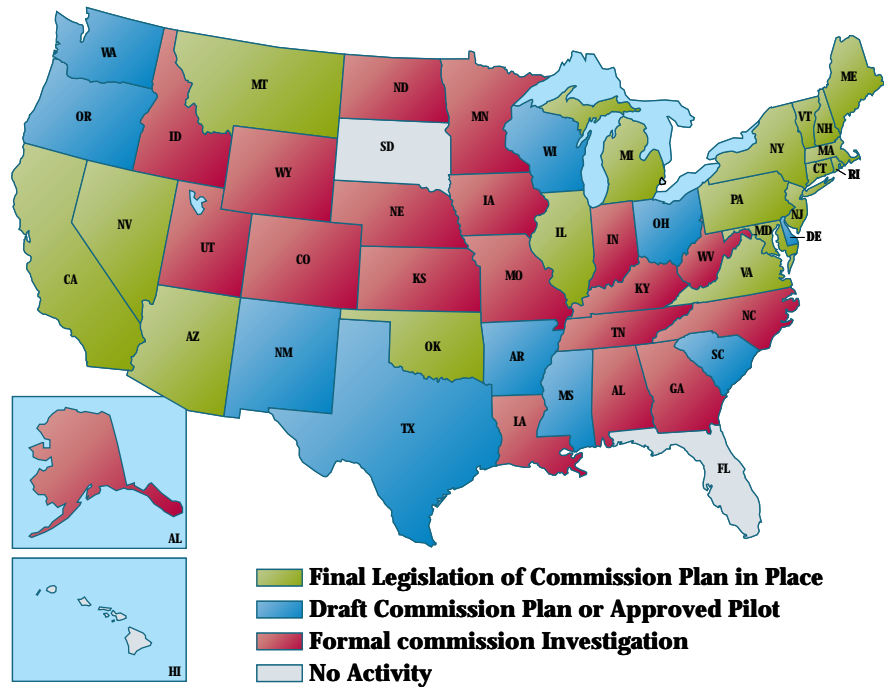 WA
OR
MT
ID
ND
MN
SD
WY
WI
MI
ME
VT
NH
NY
MA
CT
RI
NV
UT
NE
IA
PA
NJ
CA
CO
KS
MO
IL
IN
OH
WV
MD
DE
VA
KY
AZ
NM
OK
AR
TN
NC
TX
LA
MS
AL
GA
SC
FL
AL
HI
Final Legislation of Commission Plan in Place
Draft Commission Plan or Approved Pilot
Formal commission Investigation
No Activity